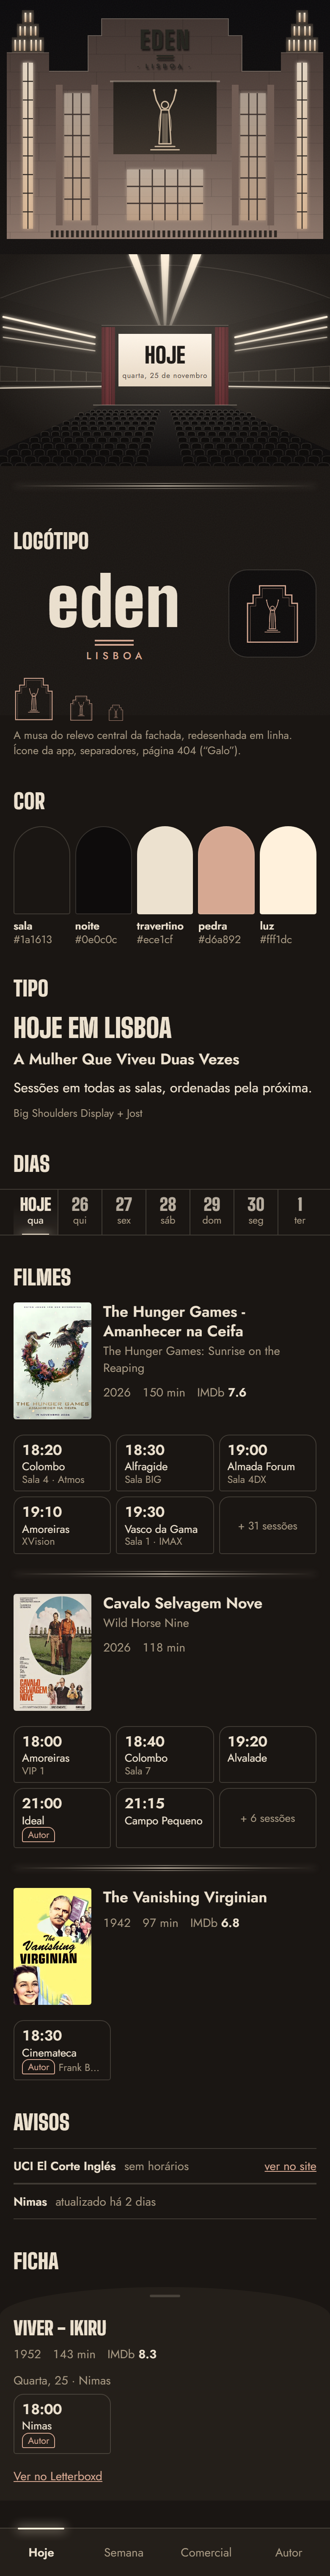 EDEN
LISBOA
HOJE
quarta, 25 de novembro
LOGÓTIPO
eden
LISBOA
A musa do relevo central da fachada, redesenhada em linha.
Ícone da app, separadores, página 404 (“Galo”).
COR
sala
#1a1613
noite
#0e0c0c
travertino
#ece1cf
pedra
#d6a892
luz
#fff1dc
TIPO
HOJE EM LISBOA
A Mulher Que Viveu Duas Vezes
Sessões em todas as salas, ordenadas pela próxima.
Big Shoulders Display + Jost
DIAS
HOJE
qua
26
qui
27
sex
28
sáb
29
dom
30
seg
1
ter
FILMES
THE HUNGER GAMES
AMANHECER NA CEIFA
The Hunger Games -
Amanhecer na Ceifa
The Hunger Games: Sunrise on the
Reaping
2026 150 min IMDb 7.6
18:20
Colombo
Sala 4 · Atmos
18:30
Alfragide
Sala BIG
19:00
Almada Forum
Sala 4DX
19:10
Amoreiras
XVision
19:30
Vasco da Gama
Sala 1 · IMAX
+ 31 sessões
CAVALO
SELVAGEM
NOVE
Cavalo Selvagem Nove
Wild Horse Nine
2026 118 min
18:00
Amoreiras
VIP 1
18:40
Colombo
Sala 7
19:20
Alvalade
21:00
Ideal
Autor
21:15
Campo Pequeno
+ 6 sessões
The
Vanishing
VIRGINIAN
The Vanishing Virginian
1942 97 min IMDb 6.8
18:30
Cinemateca
Autor Frank B…
AVISOS
UCI El Corte Inglés sem horários ver no site
Nimas atualizado há 2 dias
FICHA
VIVER – IKIRU
1952 143 min IMDb 8.3
Quarta, 25 · Nimas
18:00
Nimas
Autor
Ver no Letterboxd
Hoje Semana Comercial Autor